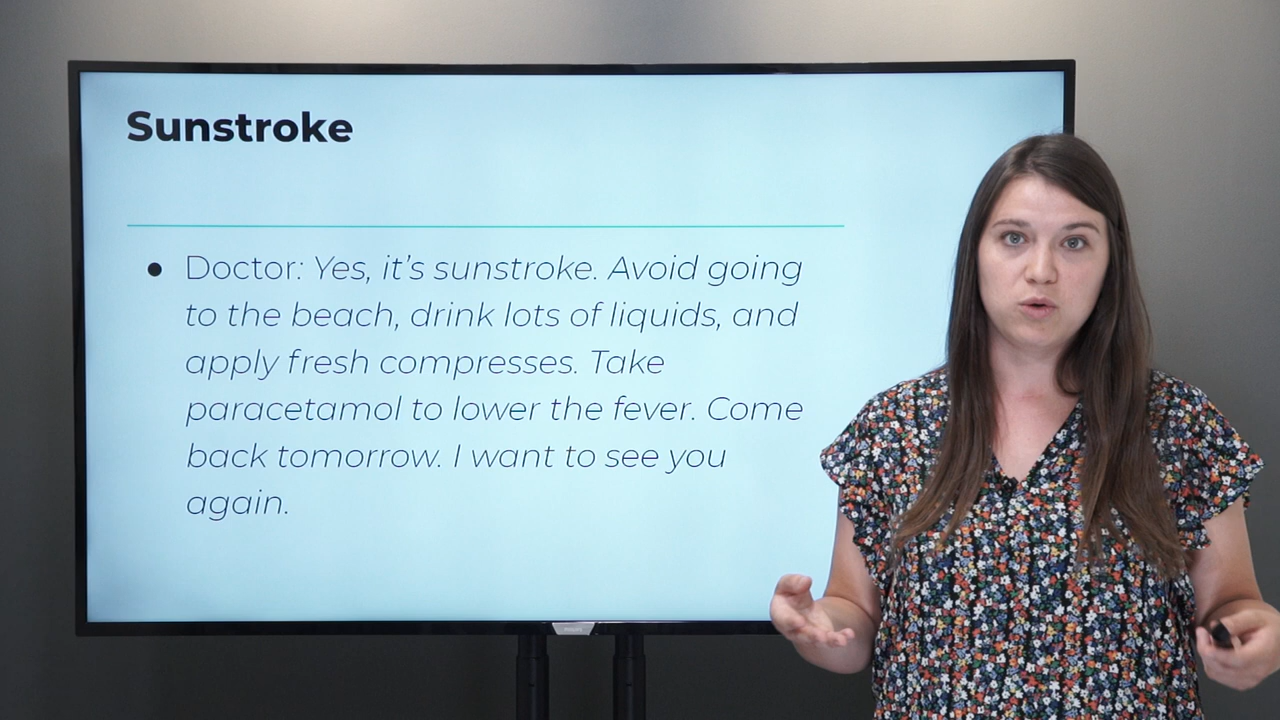 Sunstroke
● Doctor: Yes, it's sunstroke. Avoid going
to the beach, drink lots of liquids, and
apply fresh compresses. Take
paracetamol to lower the fever. Come
back tomorrow. I want to see you
again.
PHILIPS